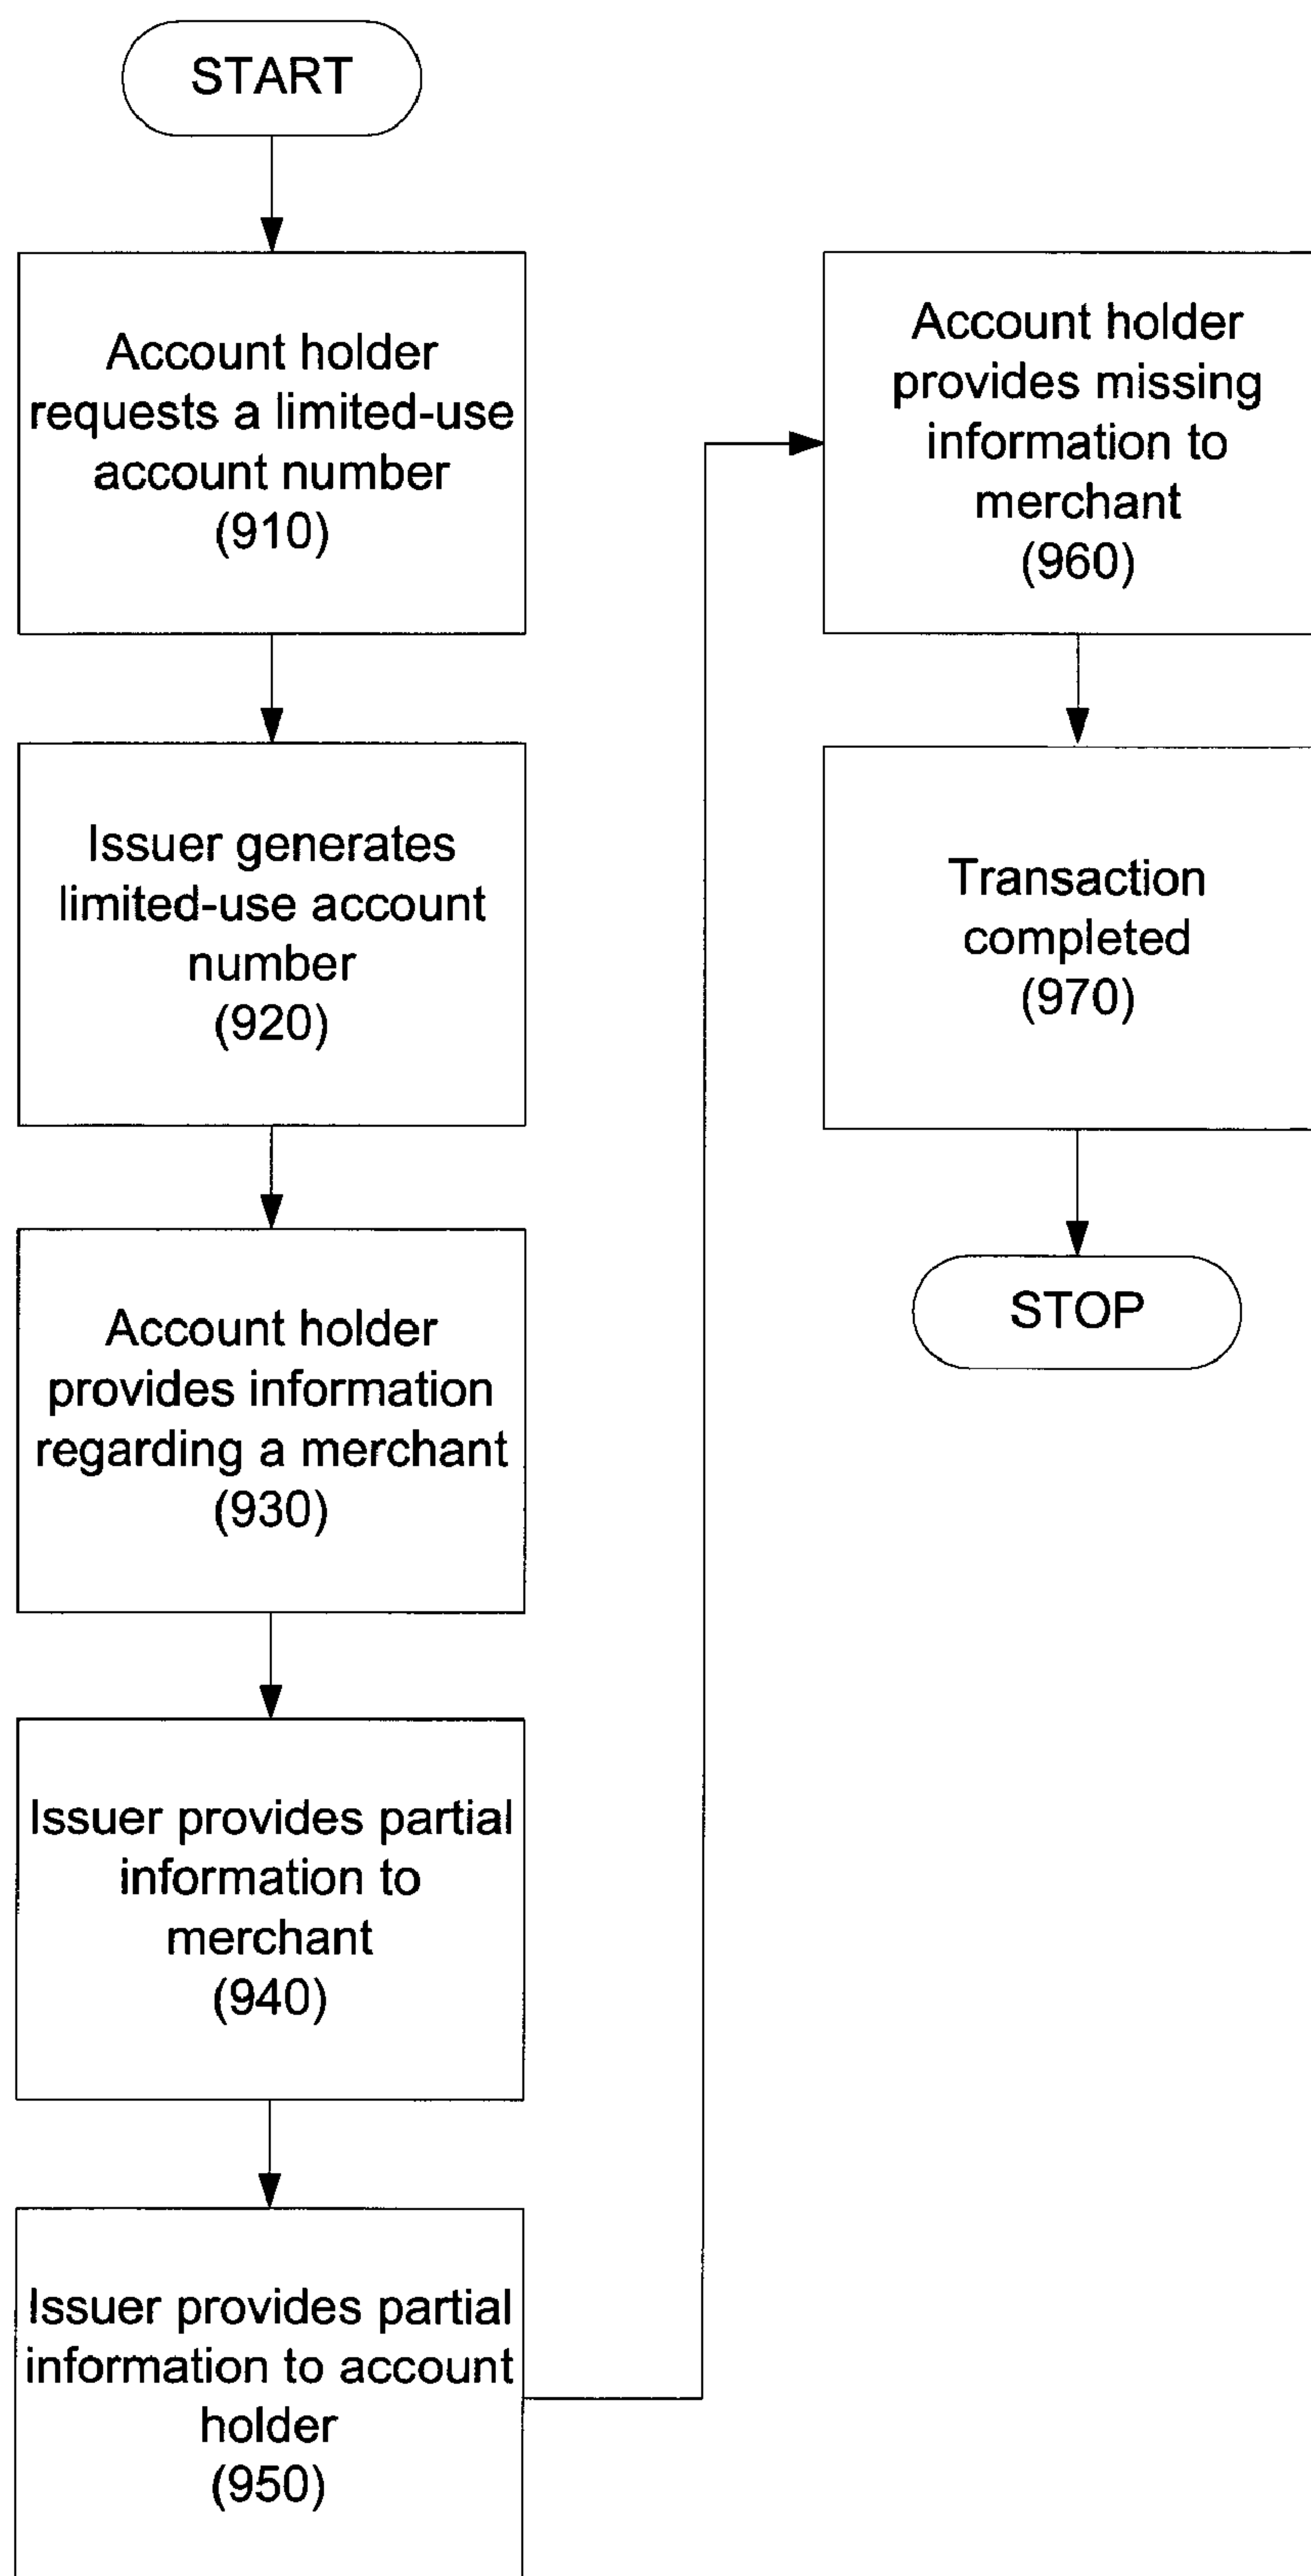 START
Account holder
requests a limited-use
account number
(910)
Issuer generates
limited-use account
number
(920)
Account holder
provides information
regarding a merchant
(930)
Issuer provides partial
information to
merchant
(940)
Issuer provides partial
information to account
holder
(950)
Account holder
provides missing
information to
merchant
(960)
Transaction
completed
(970)
STOP